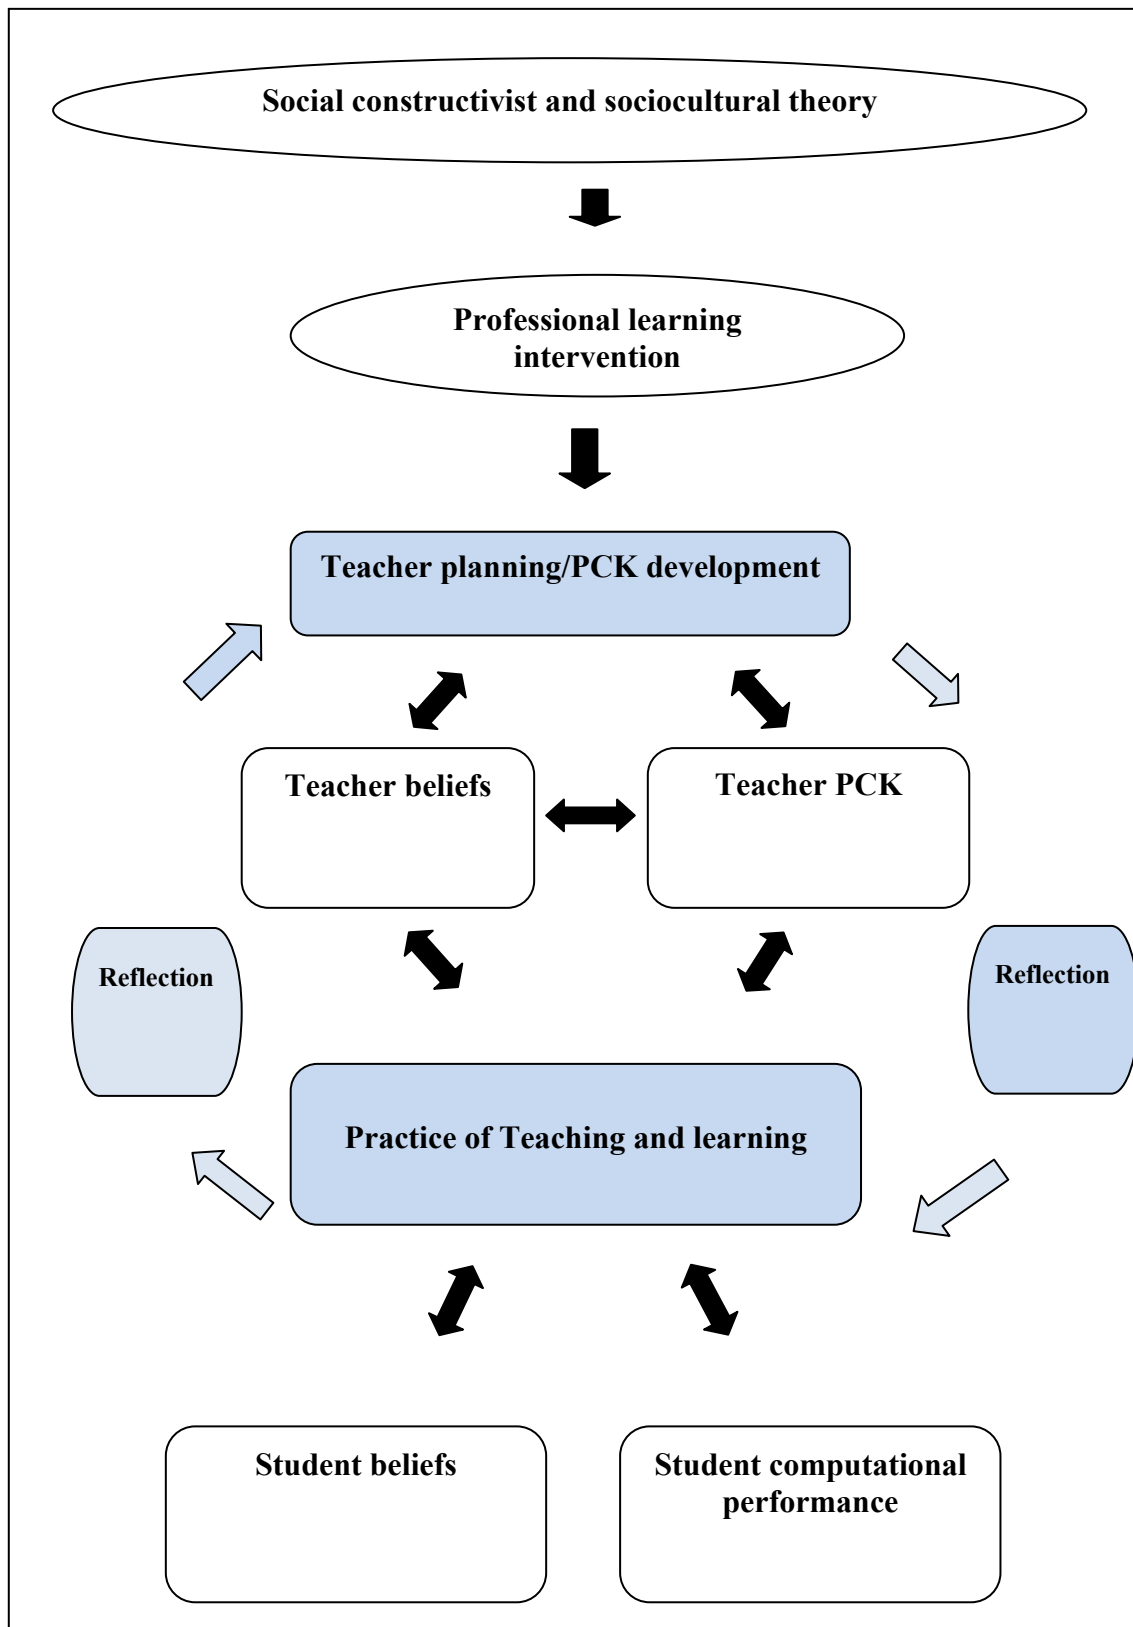 Social constructivist and sociocultural theory
Professional learning
intervention
Teacher planning/PCK development
Teacher beliefs
Teacher PCK
Reflection
Reflection
Practice of Teaching and learning
Student beliefs
Student computational
performance